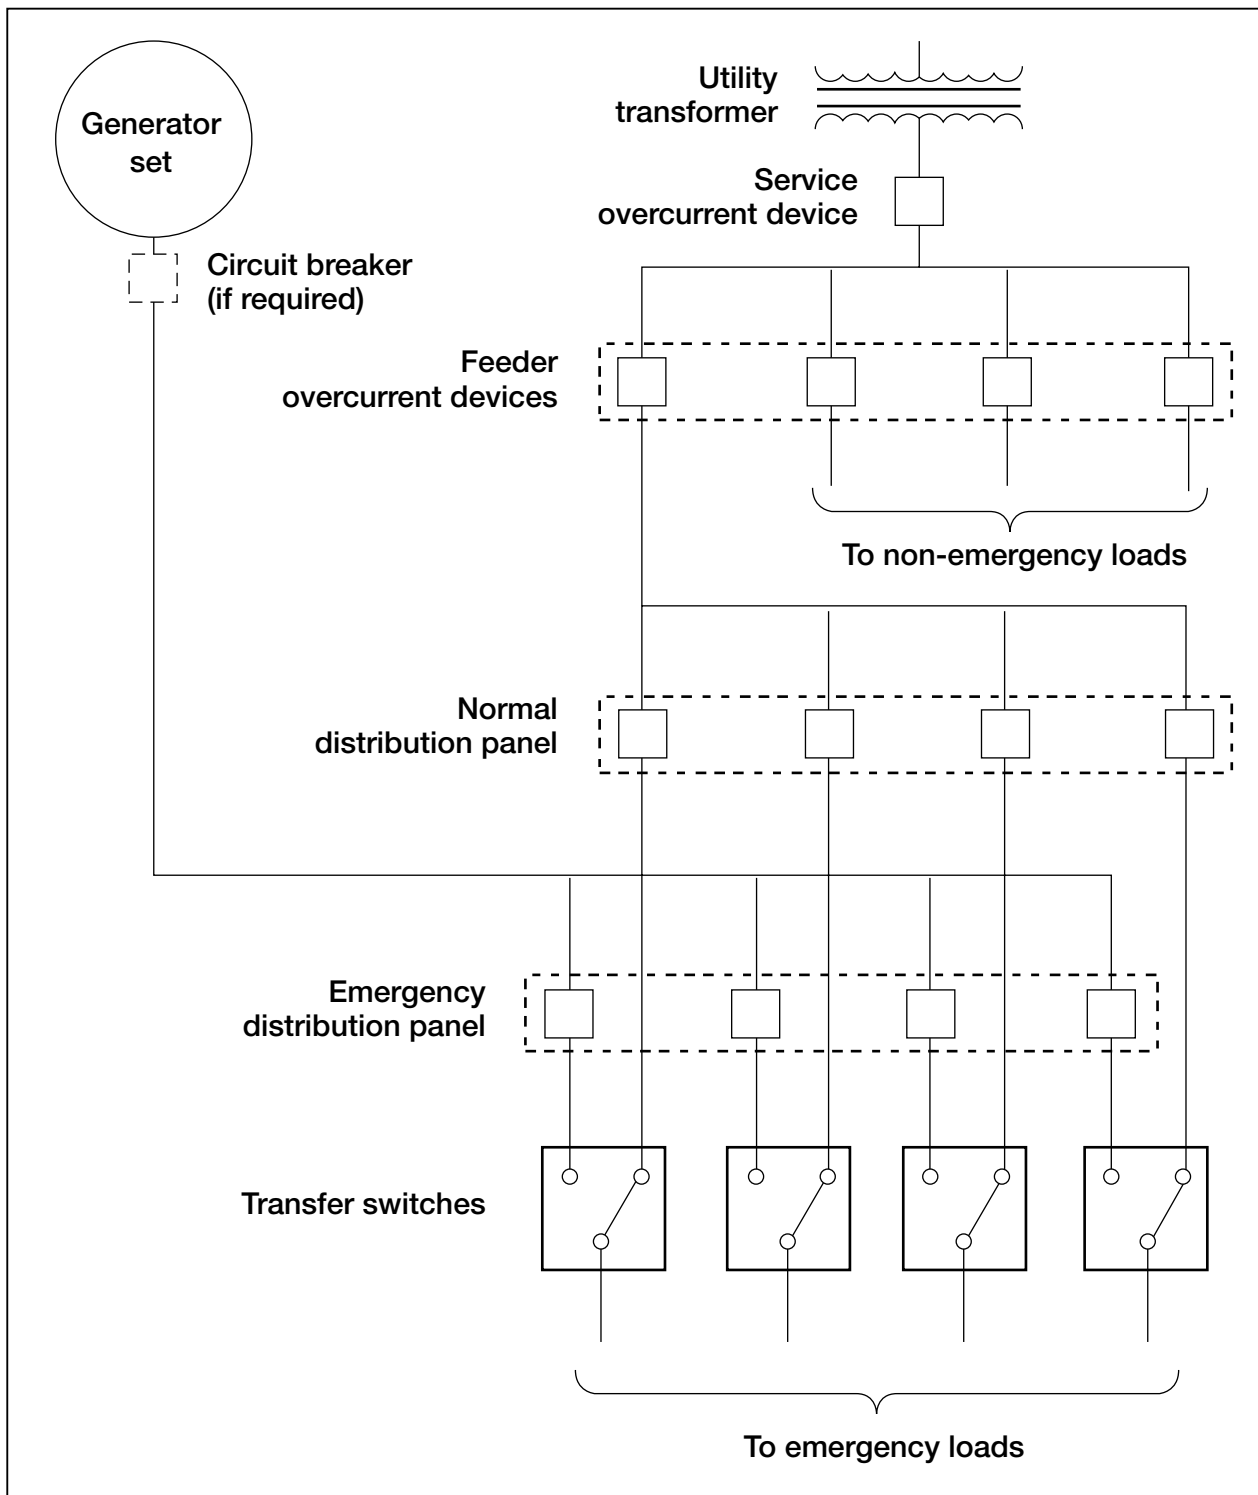 Generator
set
Utility
transformer
Service
overcurrent device
Circuit breaker
(if required)
Feeder
overcurrent devices
To non-emergency loads
Normal
distribution panel
Emergency
distribution panel
Transfer switches
To emergency loads